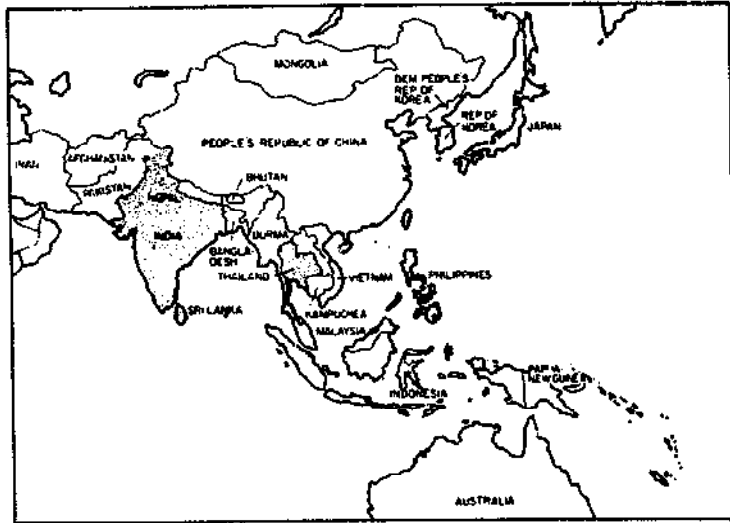 MONGOLIA
DEM PEOPLE'S
REP OF
KOREA
REP OF
KOREA
JAPAN
PEOPLE'S REPUBLIC OF CHINA
IRAN
AFGHANISTAN
PAKISTAN
NEPAL
BHUTAN
INDIA
BURMA
BANGLA-
DESH
THAILAND
VIETNAM
PHILIPPINES
SRI LANKA
KAMPUCHEA
MALAYSIA
INDONESIA
PAPUA
NEW GUINEA
AUSTRALIA